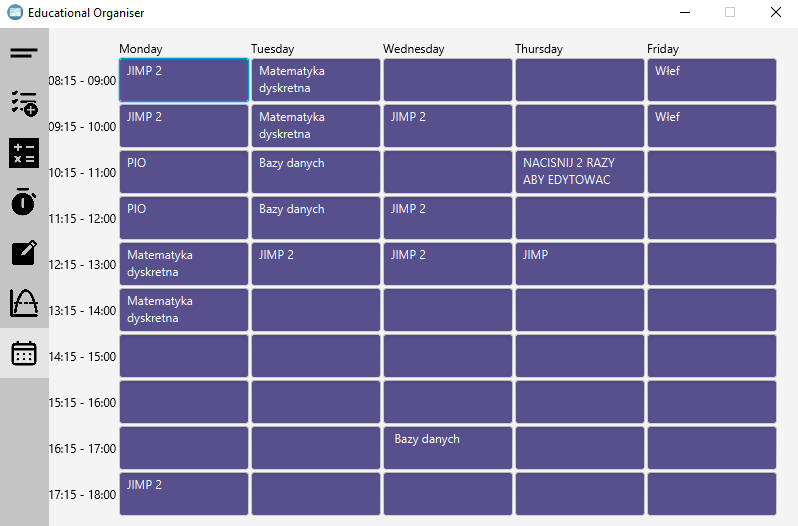 Educational Organiser
Monday Tuesday Wednesday Thursday Friday
08:15 - 09:00 JIMP 2 Matematyka dyskretna Włef
09:15 - 10:00 JIMP 2 Matematyka dyskretna JIMP 2 Włef
10:15 - 11:00 PIO Bazy danych NACISNIJ 2 RAZY ABY EDYTOWAC
11:15 - 12:00 PIO Bazy danych JIMP 2
12:15 - 13:00 Matematyka dyskretna JIMP 2 JIMP 2 JIMP
13:15 - 14:00 Matematyka dyskretna
14:15 - 15:00
15:15 - 16:00
16:15 - 17:00 Bazy danych
17:15 - 18:00 JIMP 2